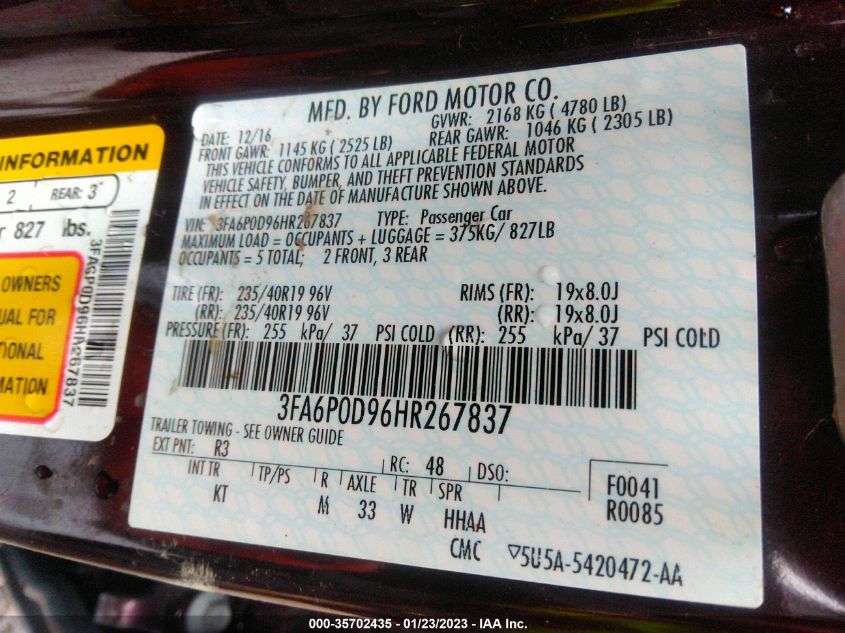 INFORMATION
2 REAR: 3
r 827 lbs.
OWNERS
UAL FOR
TIONAL
RMATION
3FA6P0D96HR267837
MFD. BY FORD MOTOR CO.
DATE: 12/16 GVWR: 2168 KG ( 4780 LB)
FRONT GAWR: 1145 KG ( 2525 LB) REAR GAWR: 1046 KG ( 2305 LB)
THIS VEHICLE CONFORMS TO ALL APPLICABLE FEDERAL MOTOR
VEHICLE SAFETY, BUMPER, AND THEFT PREVENTION STANDARDS
IN EFFECT ON THE DATE OF MANUFACTURE SHOWN ABOVE.
VIN: 3FA6P0D96HR267837 TYPE: Passenger Car
MAXIMUM LOAD = OCCUPANTS + LUGGAGE = 375KG/ 827LB
OCCUPANTS = 5 TOTAL; 2 FRONT, 3 REAR
TIRE (FR): 235/40R19 96V RIMS (FR): 19x8.0J
(RR): 235/40R19 96V (RR): 19x8.0J
PRESSURE (FR): 255 kPa/ 37 PSI COLD (RR): 255 kPa/ 37 PSI COLD
3FA6P0D96HR267837
TRAILER TOWING - SEE OWNER GUIDE
EXT PNT: R3 RC: 48 DSO:
INT TR TP/PS R AXLE TR SPR F0041
KT M 33 W HHAA R0085
CMC ▽5U5A-5420472-AA
000-35702435 - 01/23/2023 - IAA Inc.